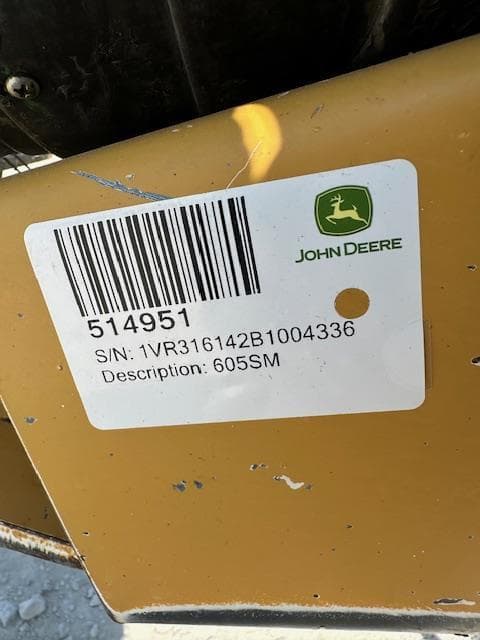 JOHN DEERE
514951
S/N: 1VR316142B1004336
Description: 605SM